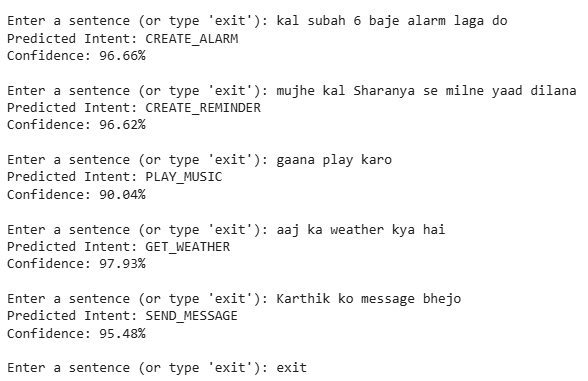 Enter a sentence (or type 'exit'): kal subah 6 baje alarm laga do
Predicted Intent: CREATE_ALARM
Confidence: 96.66%
Enter a sentence (or type 'exit'): mujhe kal Sharanya se milne yaad dilana
Predicted Intent: CREATE_REMINDER
Confidence: 96.62%
Enter a sentence (or type 'exit'): gaana play karo
Predicted Intent: PLAY_MUSIC
Confidence: 90.04%
Enter a sentence (or type 'exit'): aaj ka weather kya hai
Predicted Intent: GET_WEATHER
Confidence: 97.93%
Enter a sentence (or type 'exit'): Karthik ko message bhejo
Predicted Intent: SEND_MESSAGE
Confidence: 95.48%
Enter a sentence (or type 'exit'): exit